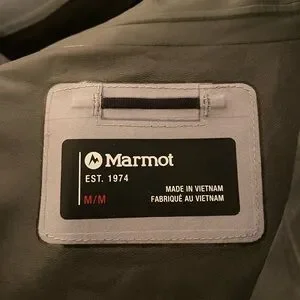 Marmot
EST. 1974
M/M
MADE IN VIETNAM
FABRIQUÉ AU VIETNAM